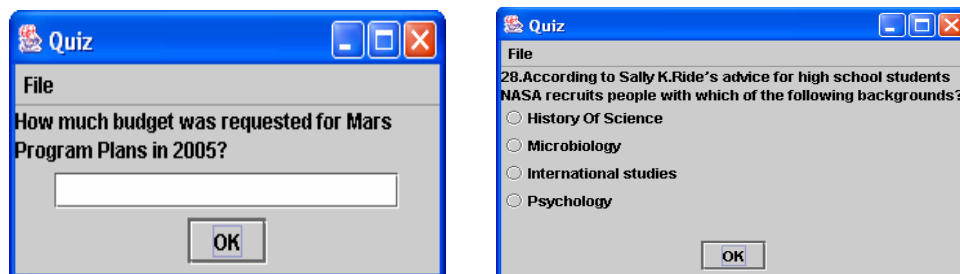 Quiz
File
How much budget was requested for Mars
Program Plans in 2005?
OK
Quiz
File
28.According to Sally K.Ride's advice for high school students
NASA recruits people with which of the following backgrounds?
History Of Science
Microbiology
International studies
Psychology
OK